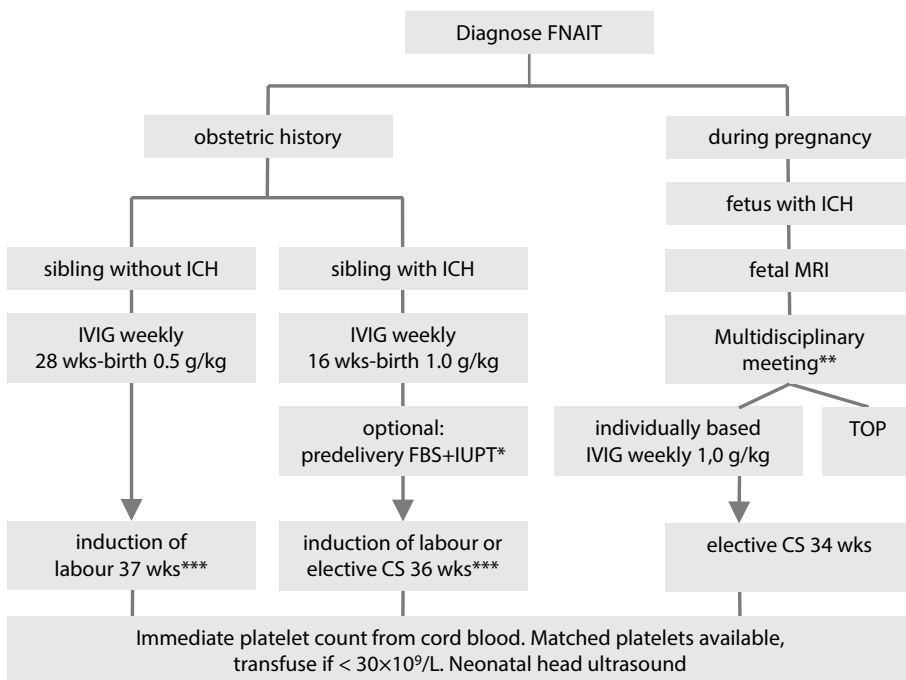 Diagnose FNAIT
obstetric history
during pregnancy
fetus with ICH
sibling without ICH
sibling with ICH
fetal MRI
IVIG weekly
28 wks-birth 0.5 g/kg
IVIG weekly
16 wks-birth 1.0 g/kg
Multidisciplinary
meeting**
optional:
predelivery FBS+IUPT*
individually based
IVIG weekly 1,0 g/kg
TOP
induction of
labour 37 wks***
induction of labour or
elective CS 36 wks***
elective CS 34 wks
Immediate platelet count from cord blood. Matched platelets available,
transfuse if < 30×10⁹/L. Neonatal head ultrasound